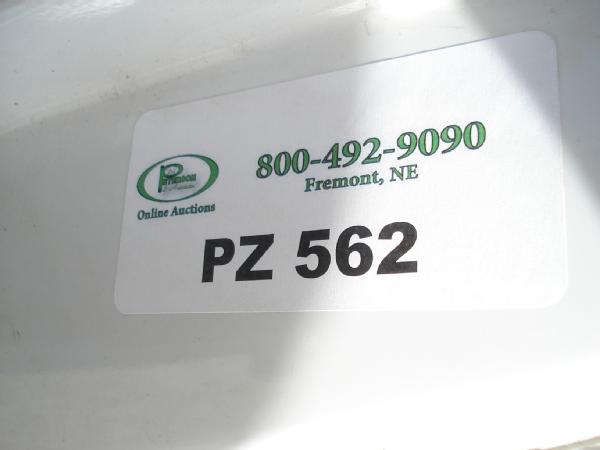 800-492-9090
Fremont, NE
Online Auctions
PZ 562